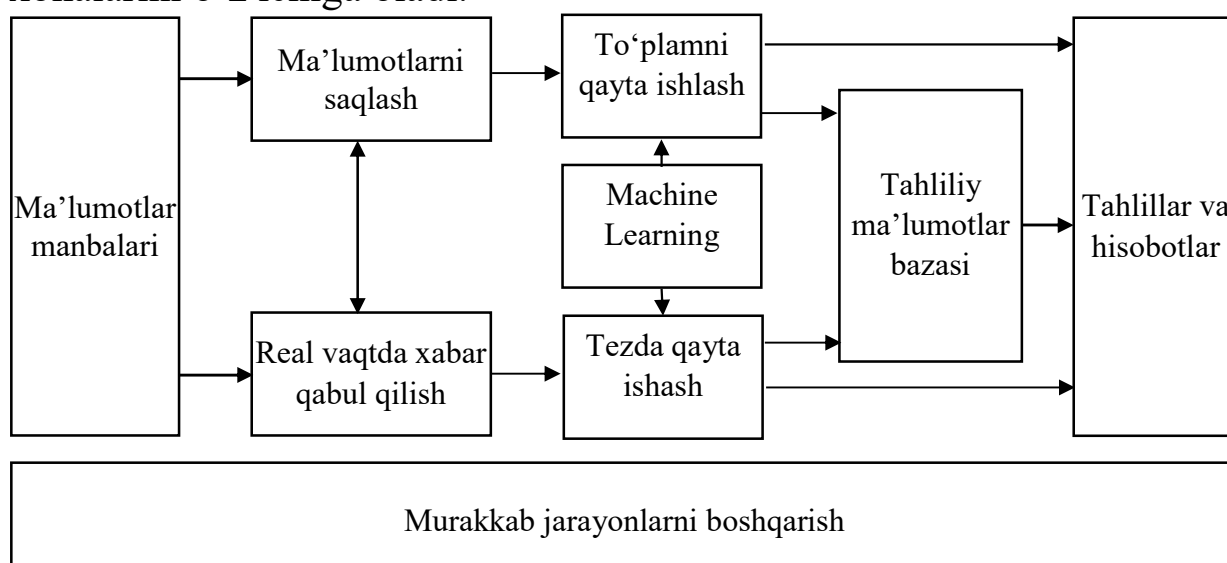 Ma’lumotlar
manbalari
Ma’lumotlarni
saqlash
Real vaqtda xabar
qabul qilish
To‘plamni
qayta ishlash
Machine
Learning
Tezda qayta
ishash
Tahliliy
ma’lumotlar
bazasi
Tahlillar va
hisobotlar
Murakkab jarayonlarni boshqarish